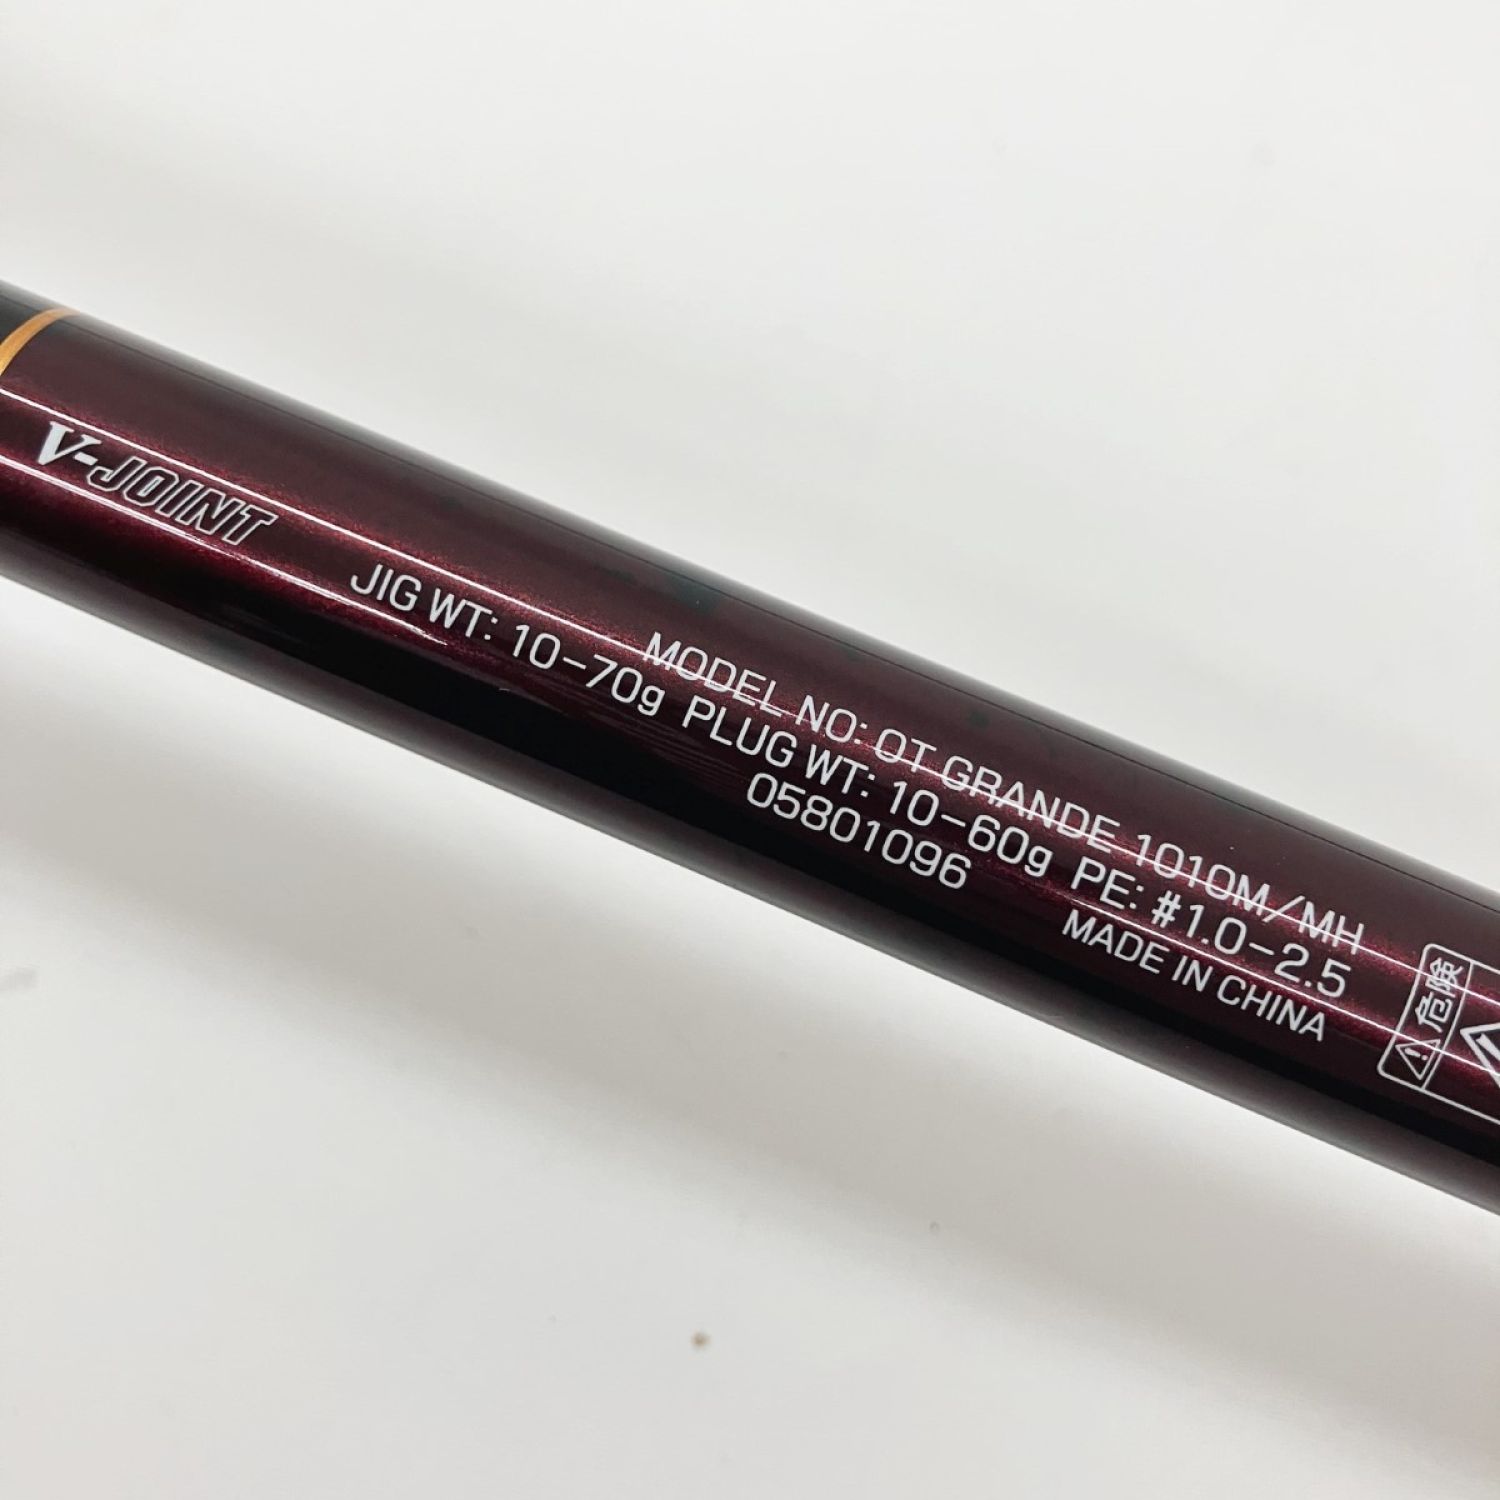 V-JOINT
MODEL NO: OT GRANDE 1010M/MH
JIG WT: 10-70g PLUG WT: 10-60g PE: #1.0-2.5
05801096
MADE IN CHINA
⚠危険